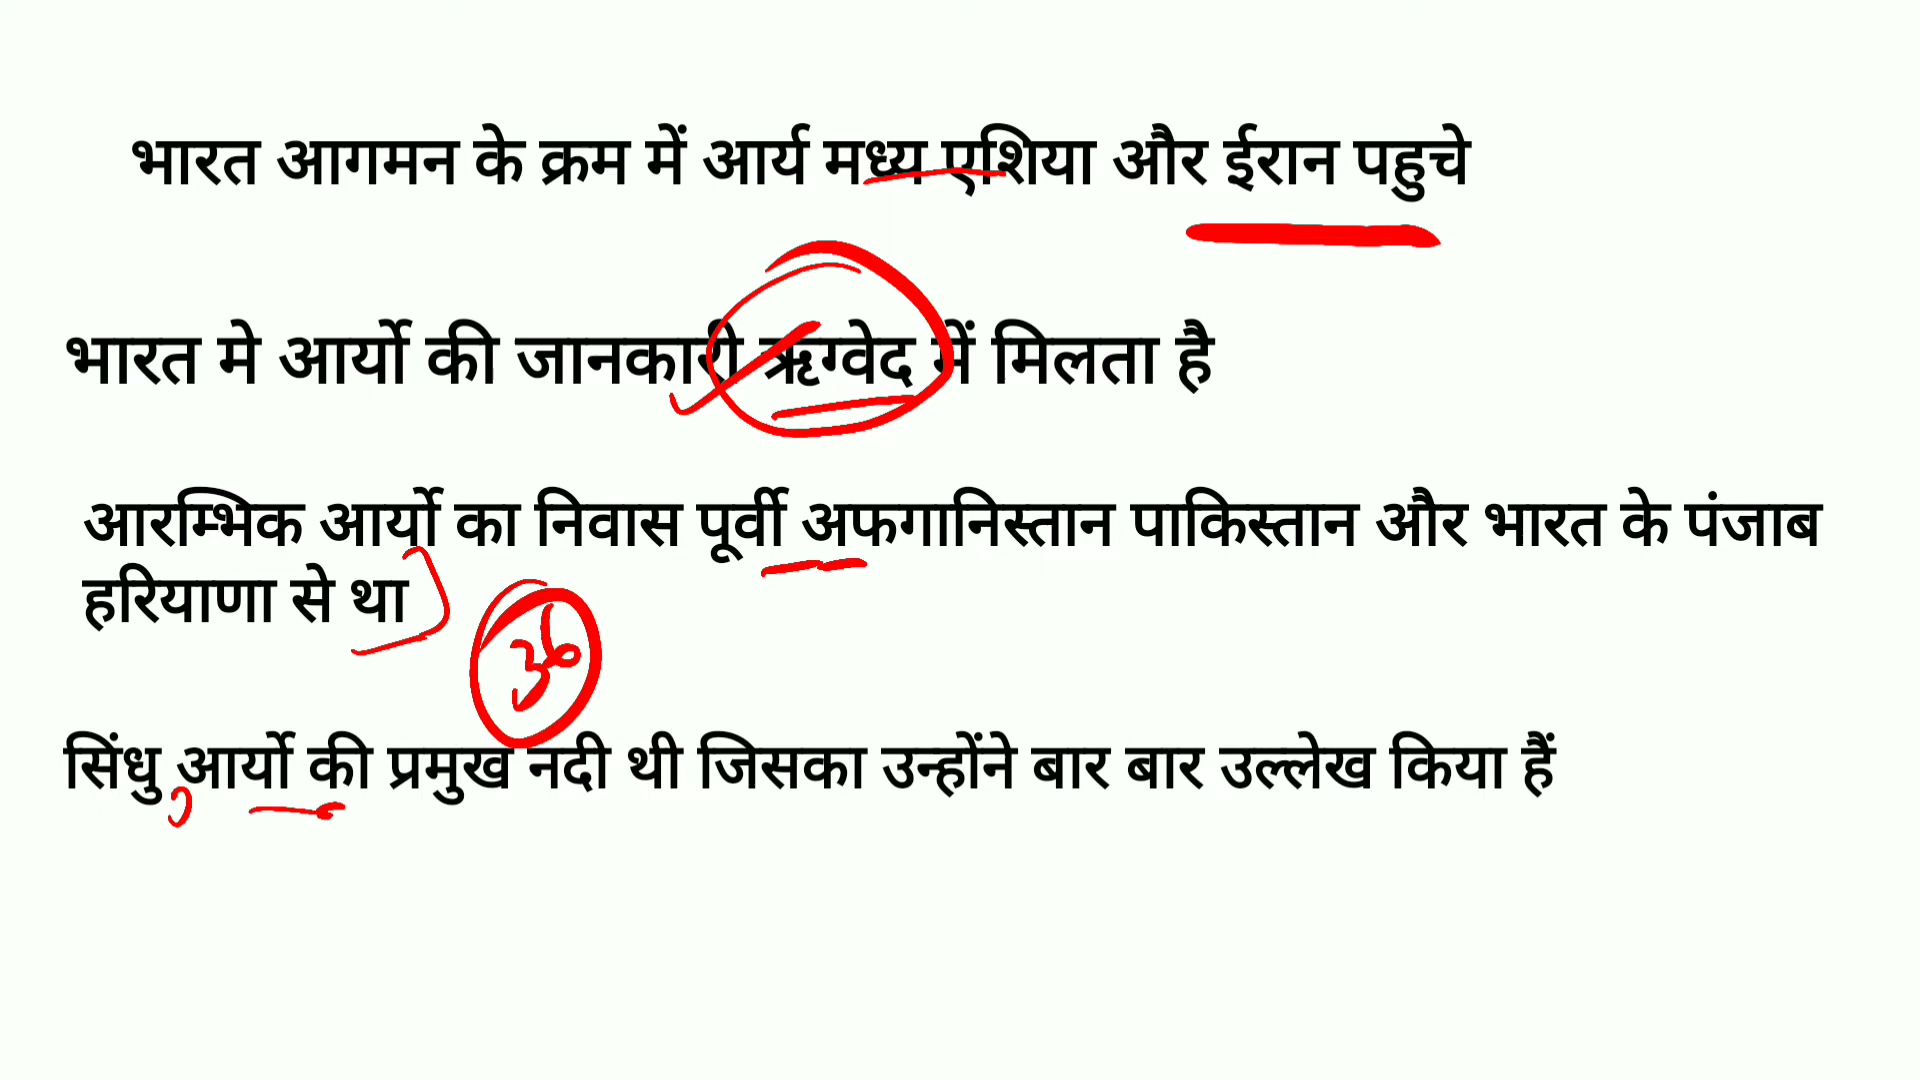 भारत आगमन के क्रम में आर्य मध्य एशिया और ईरान पहुचे
भारत मे आर्यो की जानकारी ऋग्वेद में मिलता है
आरम्भिक आर्यो का निवास पूर्वी अफगानिस्तान पाकिस्तान और भारत के पंजाब
हरियाणा से था
36
सिंधु आर्यो की प्रमुख नदी थी जिसका उन्होंने बार बार उल्लेख किया हैं